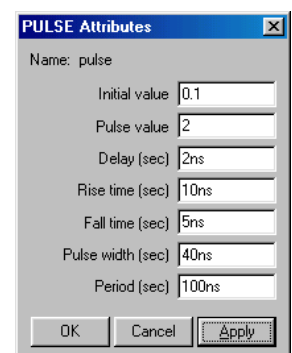 PULSE Attributes
Name: pulse
Initial value 0.1
Pulse value 2
Delay (sec) 2ns
Rise time (sec) 10ns
Fall time (sec) 5ns
Pulse width (sec) 40ns
Period (sec) 100ns
OK Cancel Apply